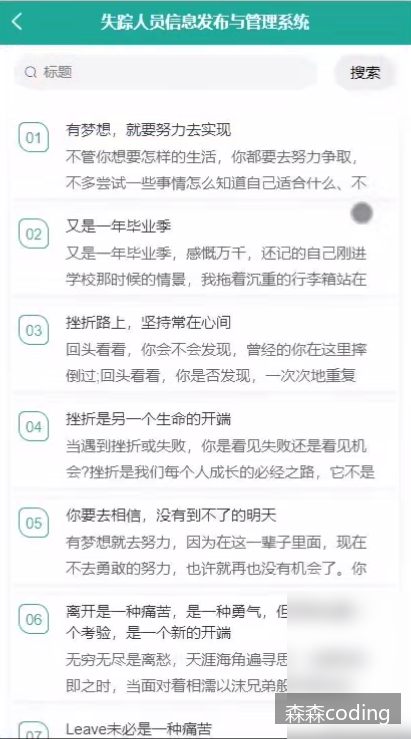 失踪人员信息发布与管理系统
标题
搜索
01
有梦想，就要努力去实现
不管你想要怎样的生活，你都要去努力争取，
不多尝试一些事情怎么知道自己适合什么、不
02
又是一年毕业季
又是一年毕业季，感慨万千，还记的自己刚进
学校那时候的情景，我拖着沉重的行李箱站在
03
挫折路上，坚持常在心间
回头看看，你会不会发现，曾经的你在这里摔
倒过;回头看看，你是否发现，一次次地重复
04
挫折是另一个生命的开端
当遇到挫折或失败，你是看见失败还是看见机
会?挫折是我们每个人成长的必经之路，它不是
05
你要去相信，没有到不了的明天
有梦想就去努力，因为在这一辈子里面，现在
不去勇敢的努力，也许就再也没有机会了。你
06
离开是一种痛苦，是一种勇气，但
个考验，是一个新的开端
无穷无尽是离愁，天涯海角遍寻思
即之时，当面对着相濡以沫兄弟般
07
Leave未必是一种痛苦
森森coding